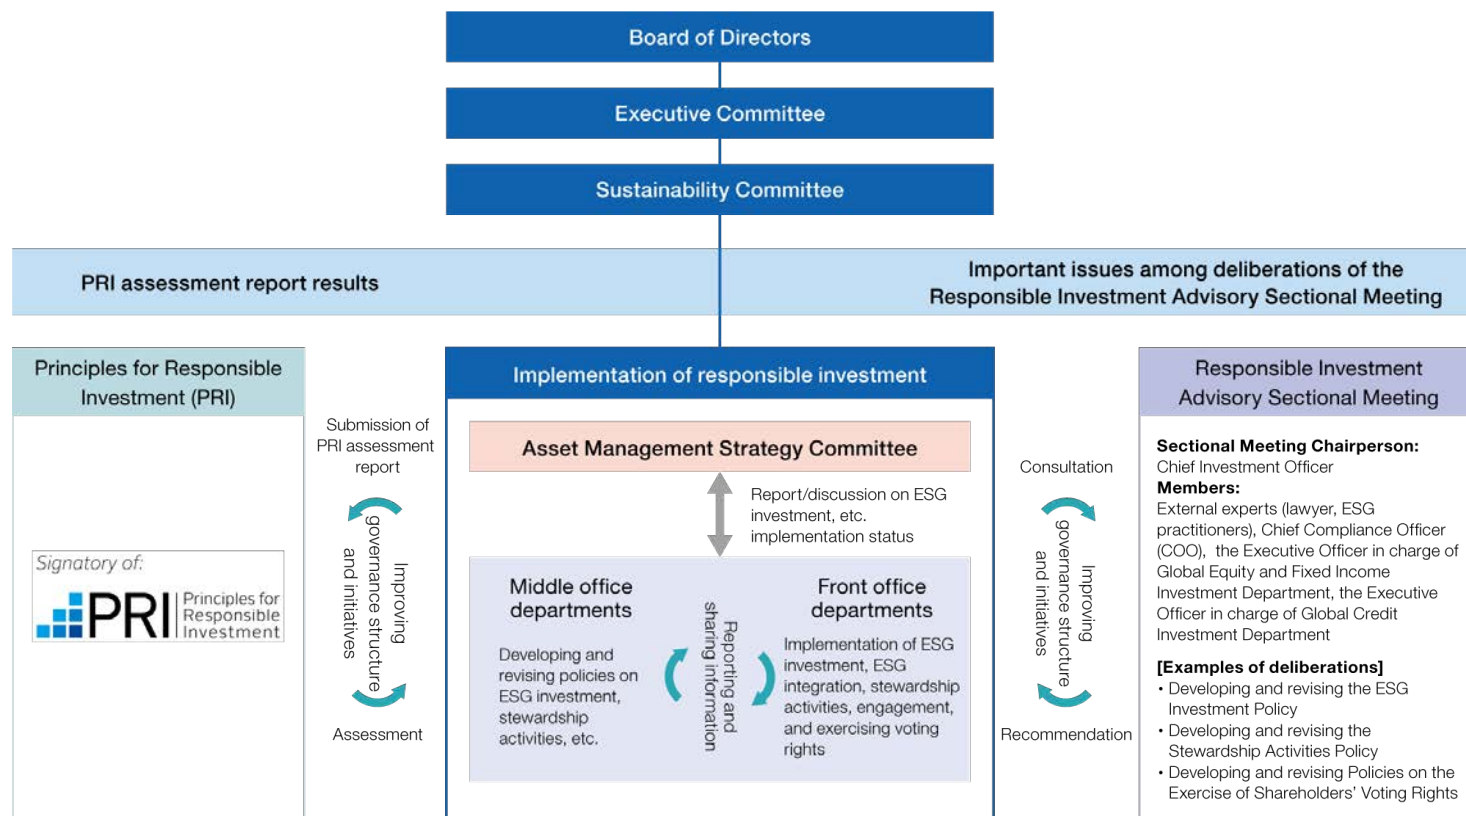 Board of Directors
Executive Committee
Sustainability Committee
PRI assessment report results
Important issues among deliberations of the
Responsible Investment Advisory Sectional Meeting
Principles for Responsible
Investment (PRI)
Signatory of:
PRI
Principles for
Responsible
Investment
Submission of
PRI assessment
report
Improving
governance structure
and initiatives
Assessment
Implementation of responsible investment
Asset Management Strategy Committee
Report/discussion on ESG
investment, etc.
implementation status
Middle office
departments
Developing and
revising policies on
ESG investment,
stewardship
activities, etc.
Reporting and
sharing information
Front office
departments
Implementation of ESG
investment, ESG
integration, stewardship
activities, engagement,
and exercising voting
rights
Consultation
Improving
governance structure
and initiatives
Recommendation
Responsible Investment
Advisory Sectional Meeting
Sectional Meeting Chairperson:
Chief Investment Officer
Members:
External experts (lawyer, ESG
practitioners), Chief Compliance Officer
(COO), the Executive Officer in charge of
Global Equity and Fixed Income
Investment Department, the Executive
Officer in charge of Global Credit
Investment Department
[Examples of deliberations]
• Developing and revising the ESG
Investment Policy
• Developing and revising the
Stewardship Activities Policy
• Developing and revising Policies on the
Exercise of Shareholders' Voting Rights